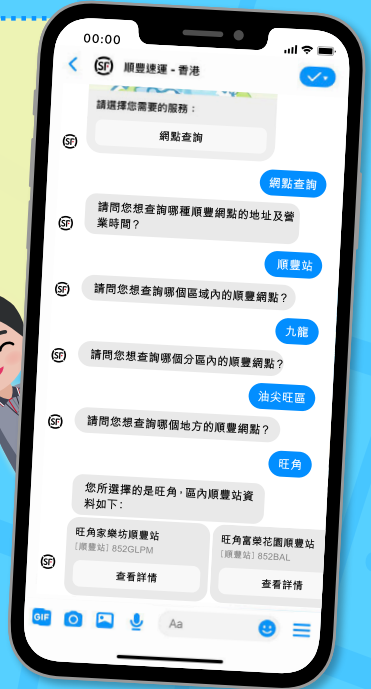 00:00
SF 順豐速運 - 香港
請選擇您需要的服務：
網點查詢
SF
網點查詢
請問您想查詢哪種順豐網點的地址及營
業時間？
SF
順豐站
SF 請問您想查詢哪個區域內的順豐網點？
九龍
SF 請問您想查詢哪個分區內的順豐網點？
油尖旺區
SF 請問您想查詢哪個地方的順豐網點？
旺角
您所選擇的是旺角，區內順豐站資
料如下：
旺角家樂坊順豐站
［順豐站］852GLPM
查看詳情
旺角富榮花園順豐站
［順豐站］852BAL
查看詳情
SF
GIF Aa